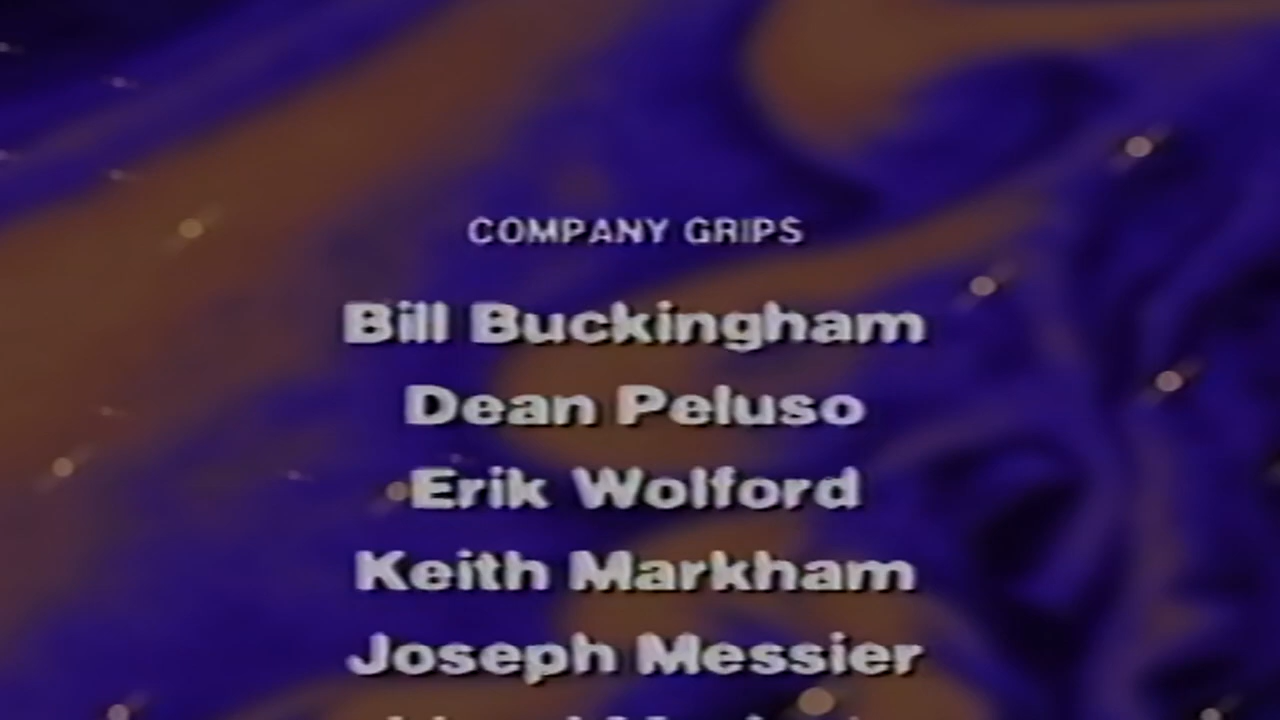 COMPANY GRIPS
Bill Buckingham
Dean Peluso
Erik Wolford
Keith Markham
Joseph Messier